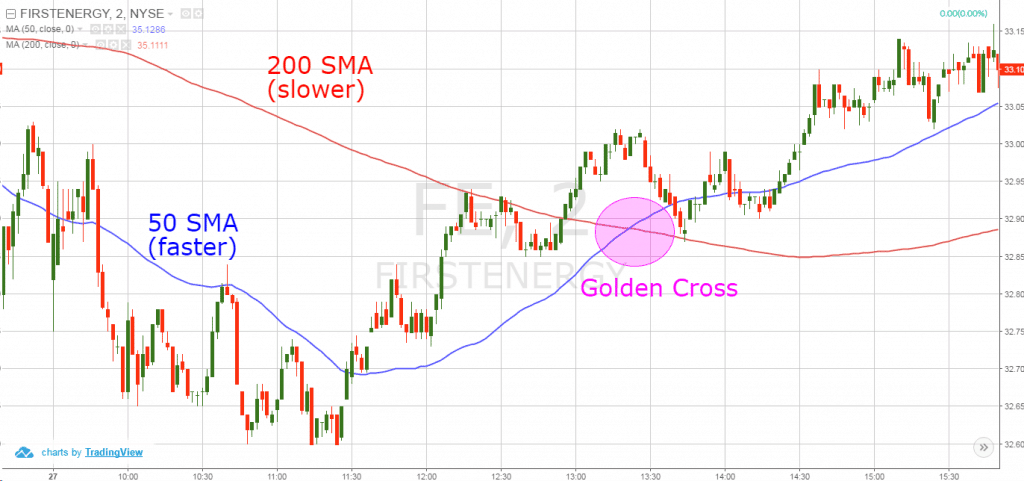 FIRSTENERGY, 2, NYSE
0.00(0.00%)
MA (50, close, 0) 35.1286
MA (200, close, 0) 35.1111
200 SMA
(slower)
50 SMA
(faster)
Golden Cross
FE, 2
FIRSTENERGY
33.15
33.10
33.05
33.00
32.95
32.90
32.85
32.80
32.75
32.70
32.65
32.60
charts by TradingView
27 10:00 10:30 11:00 11:30 12:00 12:30 13:00 13:30 14:00 14:30 15:00 15:30